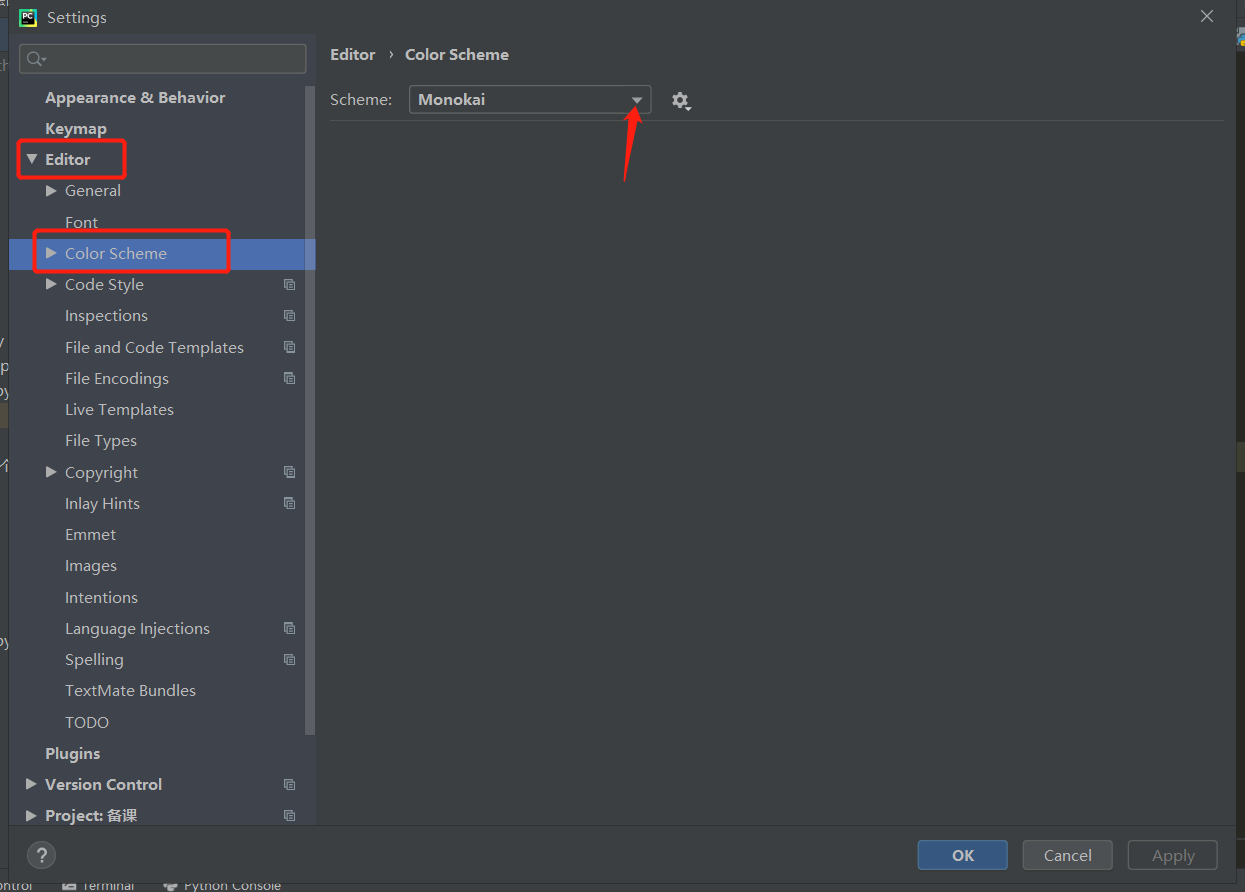 PC
Settings
Editor › Color Scheme
Scheme: Monokai
Appearance & Behavior
Keymap
Editor
General
Font
Color Scheme
Code Style
Inspections
File and Code Templates
File Encodings
Live Templates
File Types
Copyright
Inlay Hints
Emmet
Images
Intentions
Language Injections
Spelling
TextMate Bundles
TODO
Plugins
Version Control
Project: 备课
?
OK Cancel Apply
Terminal Python Console